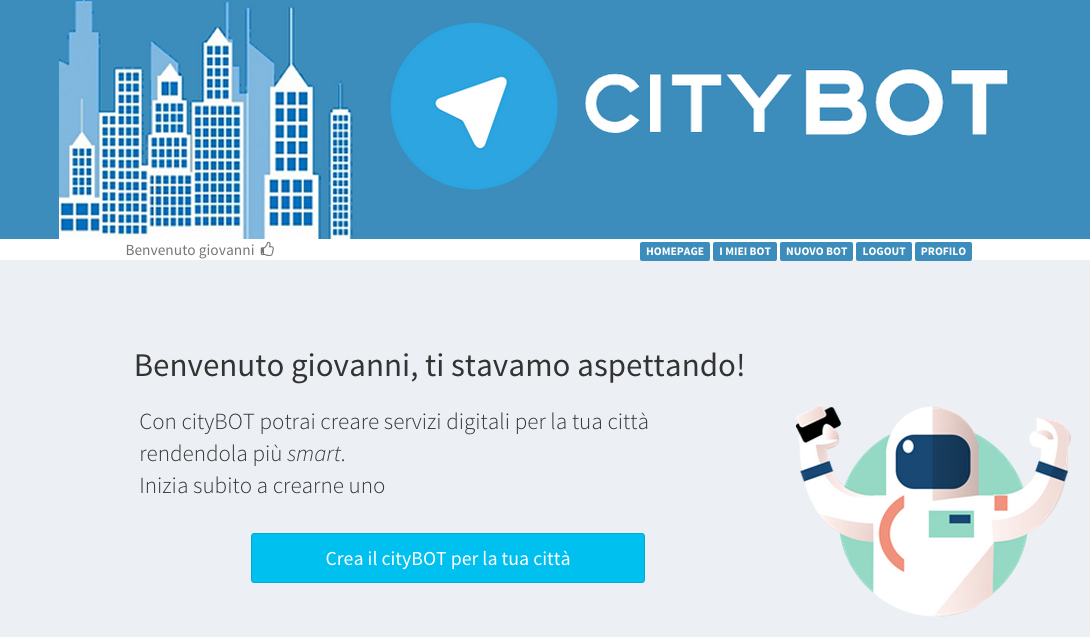 CITYBOT
Benvenuto giovanni
HOMEPAGE I MIEI BOT NUOVO BOT LOGOUT PROFILO
Benvenuto giovanni, ti stavamo aspettando!
Con cityBOT potrai creare servizi digitali per la tua città
rendendola più smart.
Inizia subito a crearne uno
Crea il cityBOT per la tua città